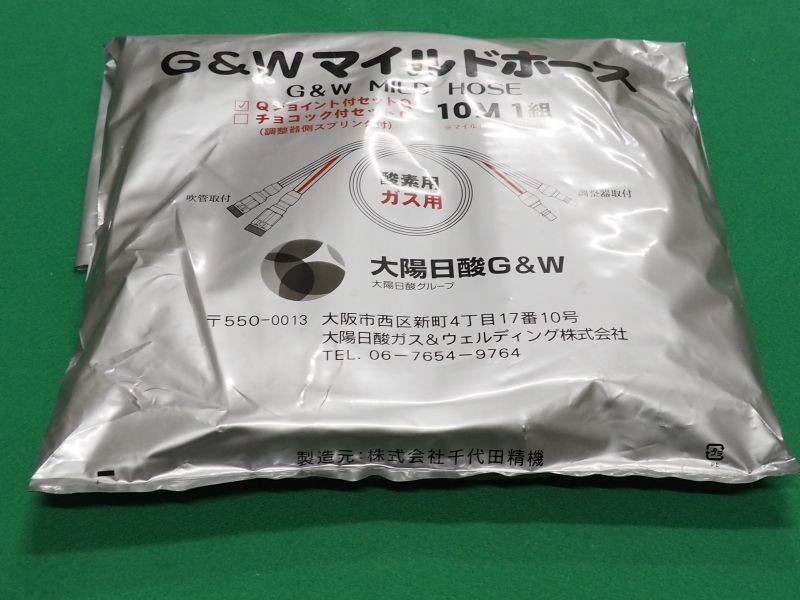 G&Wマイルドホース
G&W MILD HOSE
☑ Qジョイント付セット
□ チョコック付セット
(調整器側スプリング付)
10M 1組
※マイル
酸素用
ガス用
吹管取付
調整器取付
大陽日酸G&W
大陽日酸グループ
〒550-0013 大阪市西区新町4丁目17番10号
大陽日酸ガス&ウェルディング株式会社
TEL. 06-7654-9764
製造元:株式会社千代田精機
プラ